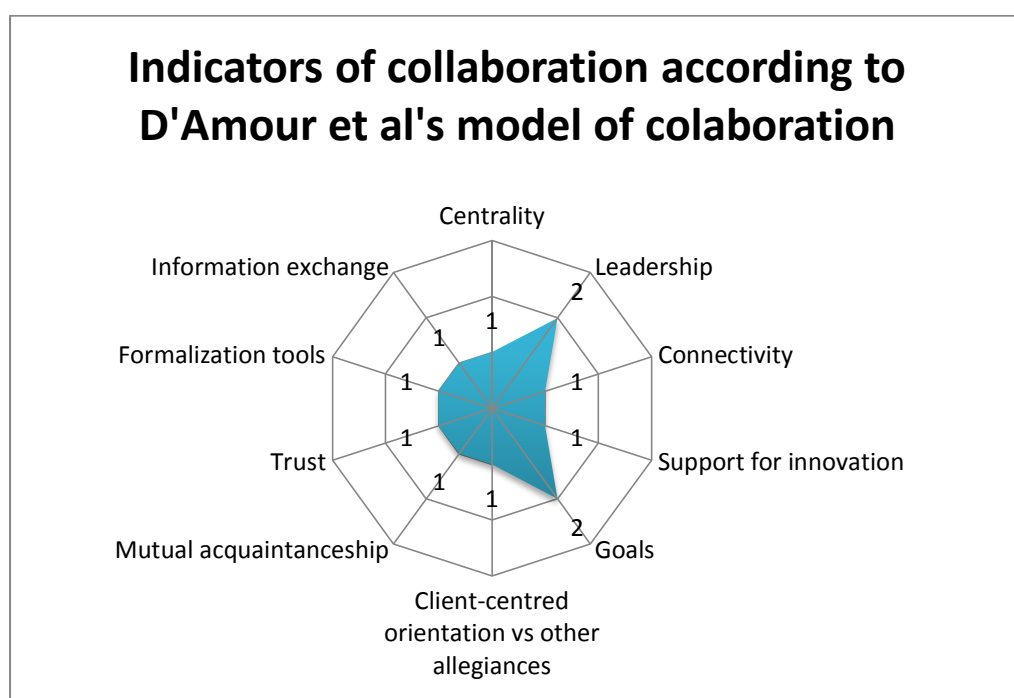 Indicators of collaboration according to
D'Amour et al's model of colaboration
Centrality
Information exchange
Leadership
2
1
1
Formalization tools
Connectivity
1
1
1
1
Trust
Support for innovation
1
1
2
Mutual acquaintanceship
Goals
Client-centred
orientation vs other
allegiances